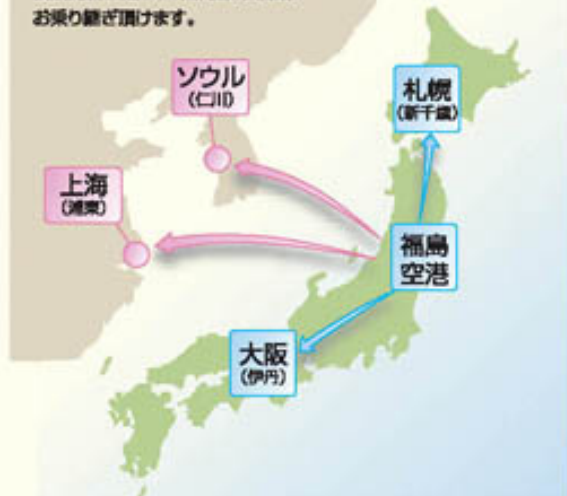 お乗り継ぎ頂けます。
ソウル
(仁川)
札幌
(新千歳)
上海
(浦東)
福島
空港
大阪
(伊丹)